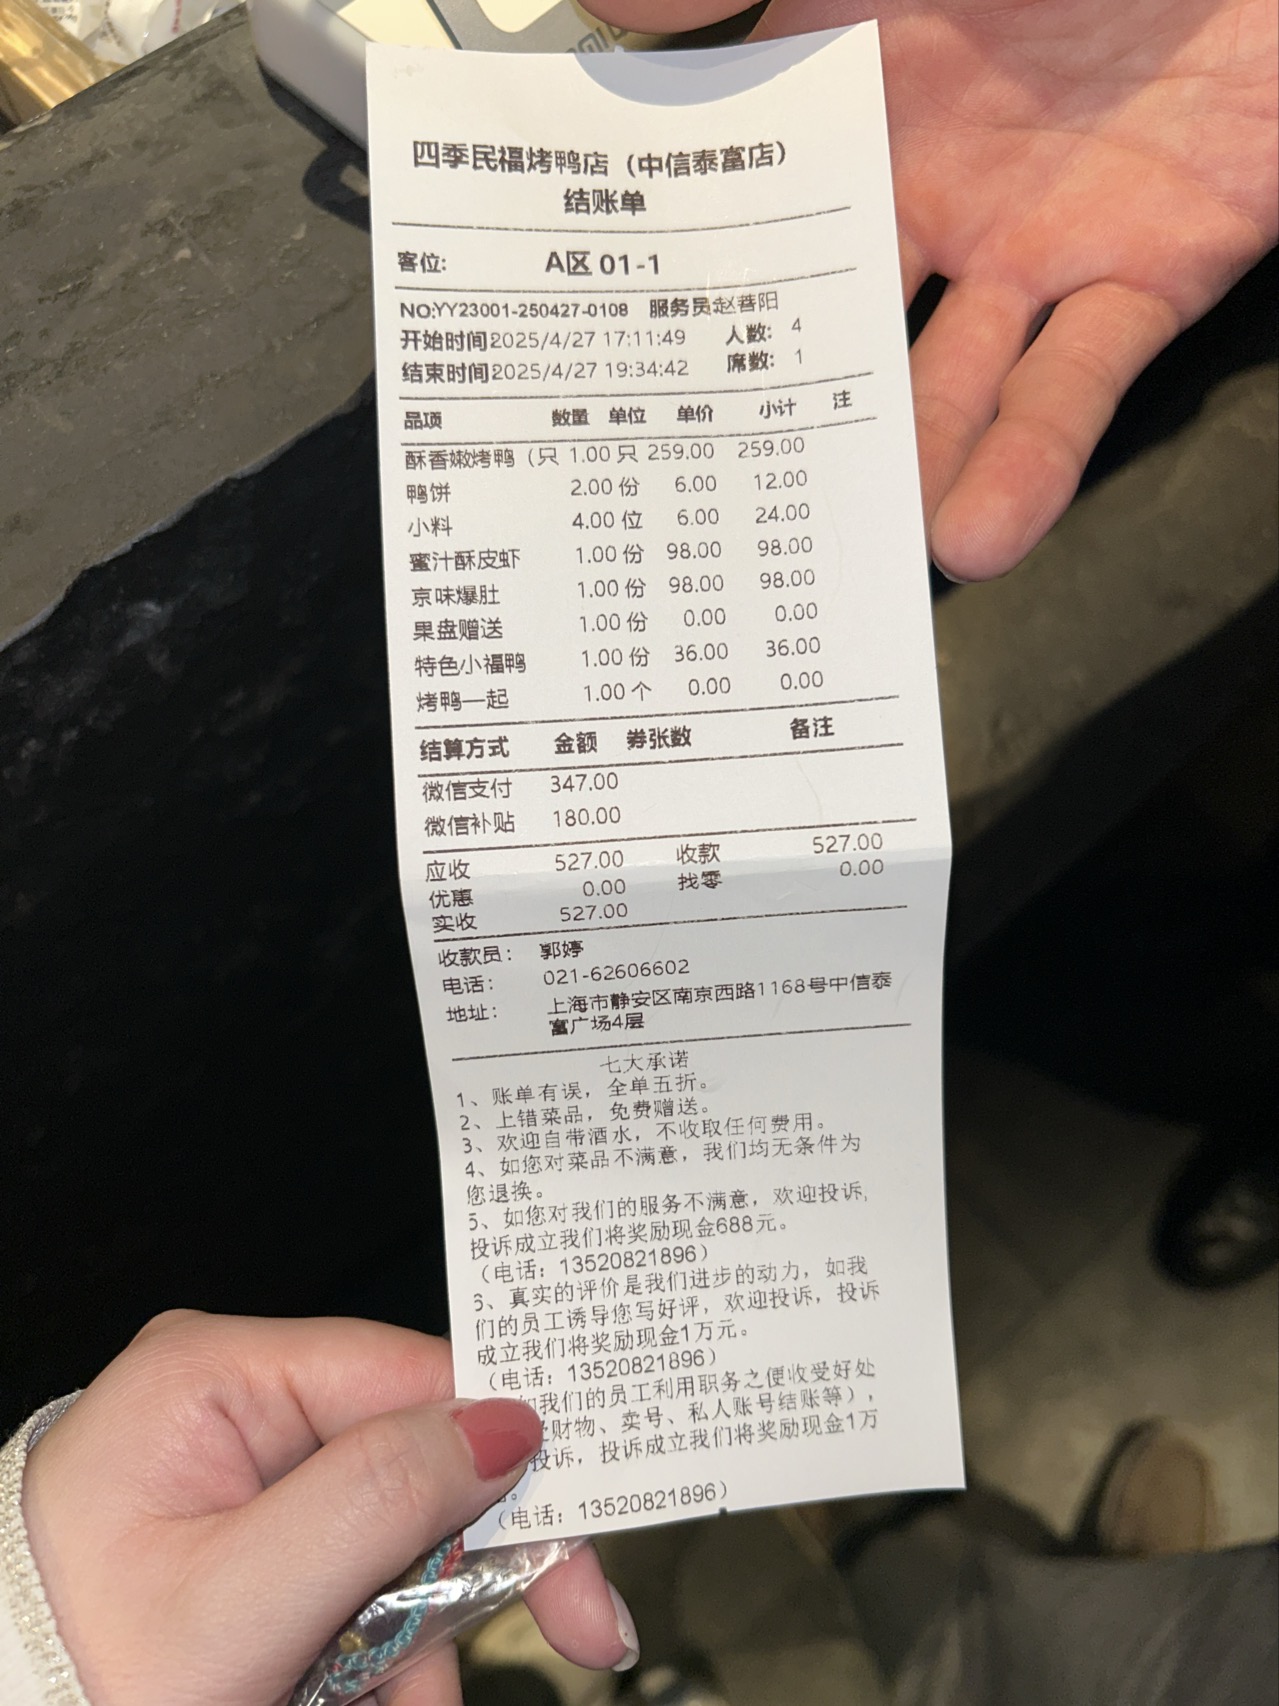 四季民福烤鸭店（中信泰富店）
结账单
客位: A区 01-1
NO:YY23001-250427-0108 服务员:赵春阳
开始时间2025/4/27 17:11:49 人数: 4
结束时间2025/4/27 19:34:42 席数: 1
品项 数量 单位 单价 小计 注
酥香嫩烤鸭（只 1.00 只 259.00 259.00
鸭饼 2.00 份 6.00 12.00
小料 4.00 位 6.00 24.00
蜜汁酥皮虾 1.00 份 98.00 98.00
京味爆肚 1.00 份 98.00 98.00
果盘赠送 1.00 份 0.00 0.00
特色小福鸭 1.00 份 36.00 36.00
烤鸭一起 1.00 个 0.00 0.00
结算方式 金额 券张数 备注
微信支付 347.00
微信补贴 180.00
应收 527.00 收款 527.00
优惠 0.00 找零 0.00
实收 527.00
收款员: 郭婷
电话: 021-62606602
地址: 上海市静安区南京西路1168号中信泰
富广场4层
七大承诺
1、账单有误，全单五折。
2、上错菜品，免费赠送。
3、欢迎自带酒水，不收取任何费用。
4、如您对菜品不满意，我们均无条件为
您退换。
5、如您对我们的服务不满意，欢迎投诉,
投诉成立我们将奖励现金688元。
（电话：13520821896）
6、真实的评价是我们进步的动力，如我
们的员工诱导您写好评，欢迎投诉，投诉
成立我们将奖励现金1万元。
（电话：13520821896）
如我们的员工利用职务之便收受好处
财物、卖号、私人账号结账等），
投诉，投诉成立我们将奖励现金1万
。
（电话：13520821896）